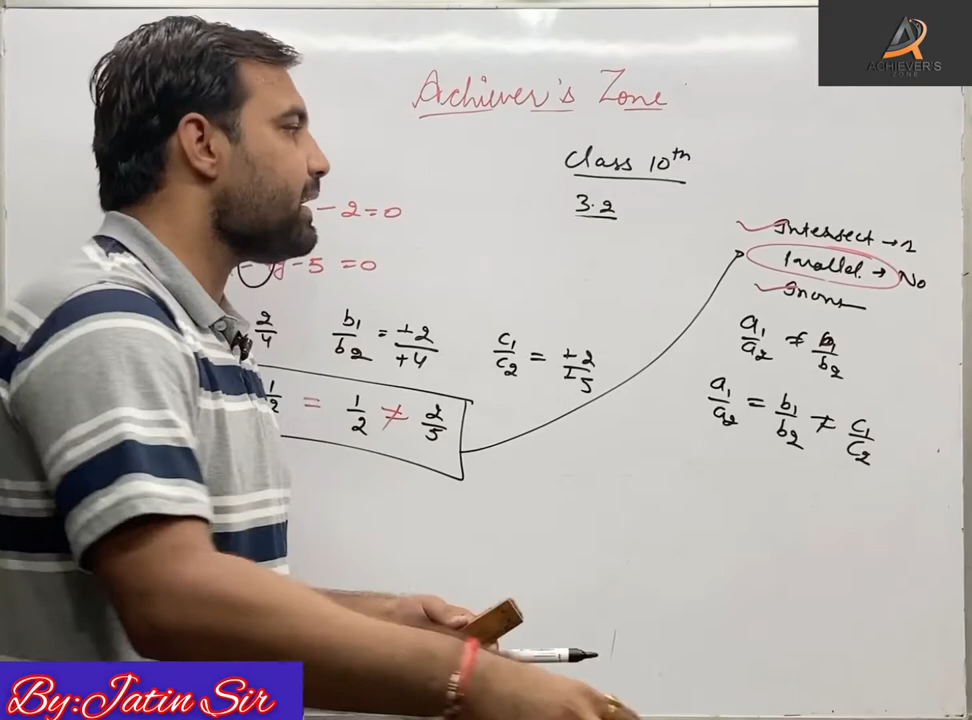 ACHIEVER'S
ZONE
Achiever's Zone
Class 10th
3.2
- 2 = 0
- 5 = 0
Intersect → 1
Parallel → No
a1/a2 ≠ b1/b2
a1/a2 = b1/b2 ≠ c1/c2
2/4 b1/b2 = +2/+4 c1/c2 = +2/+5
1/2 = 1/2 ≠ 2/5
By:Jatin Sir